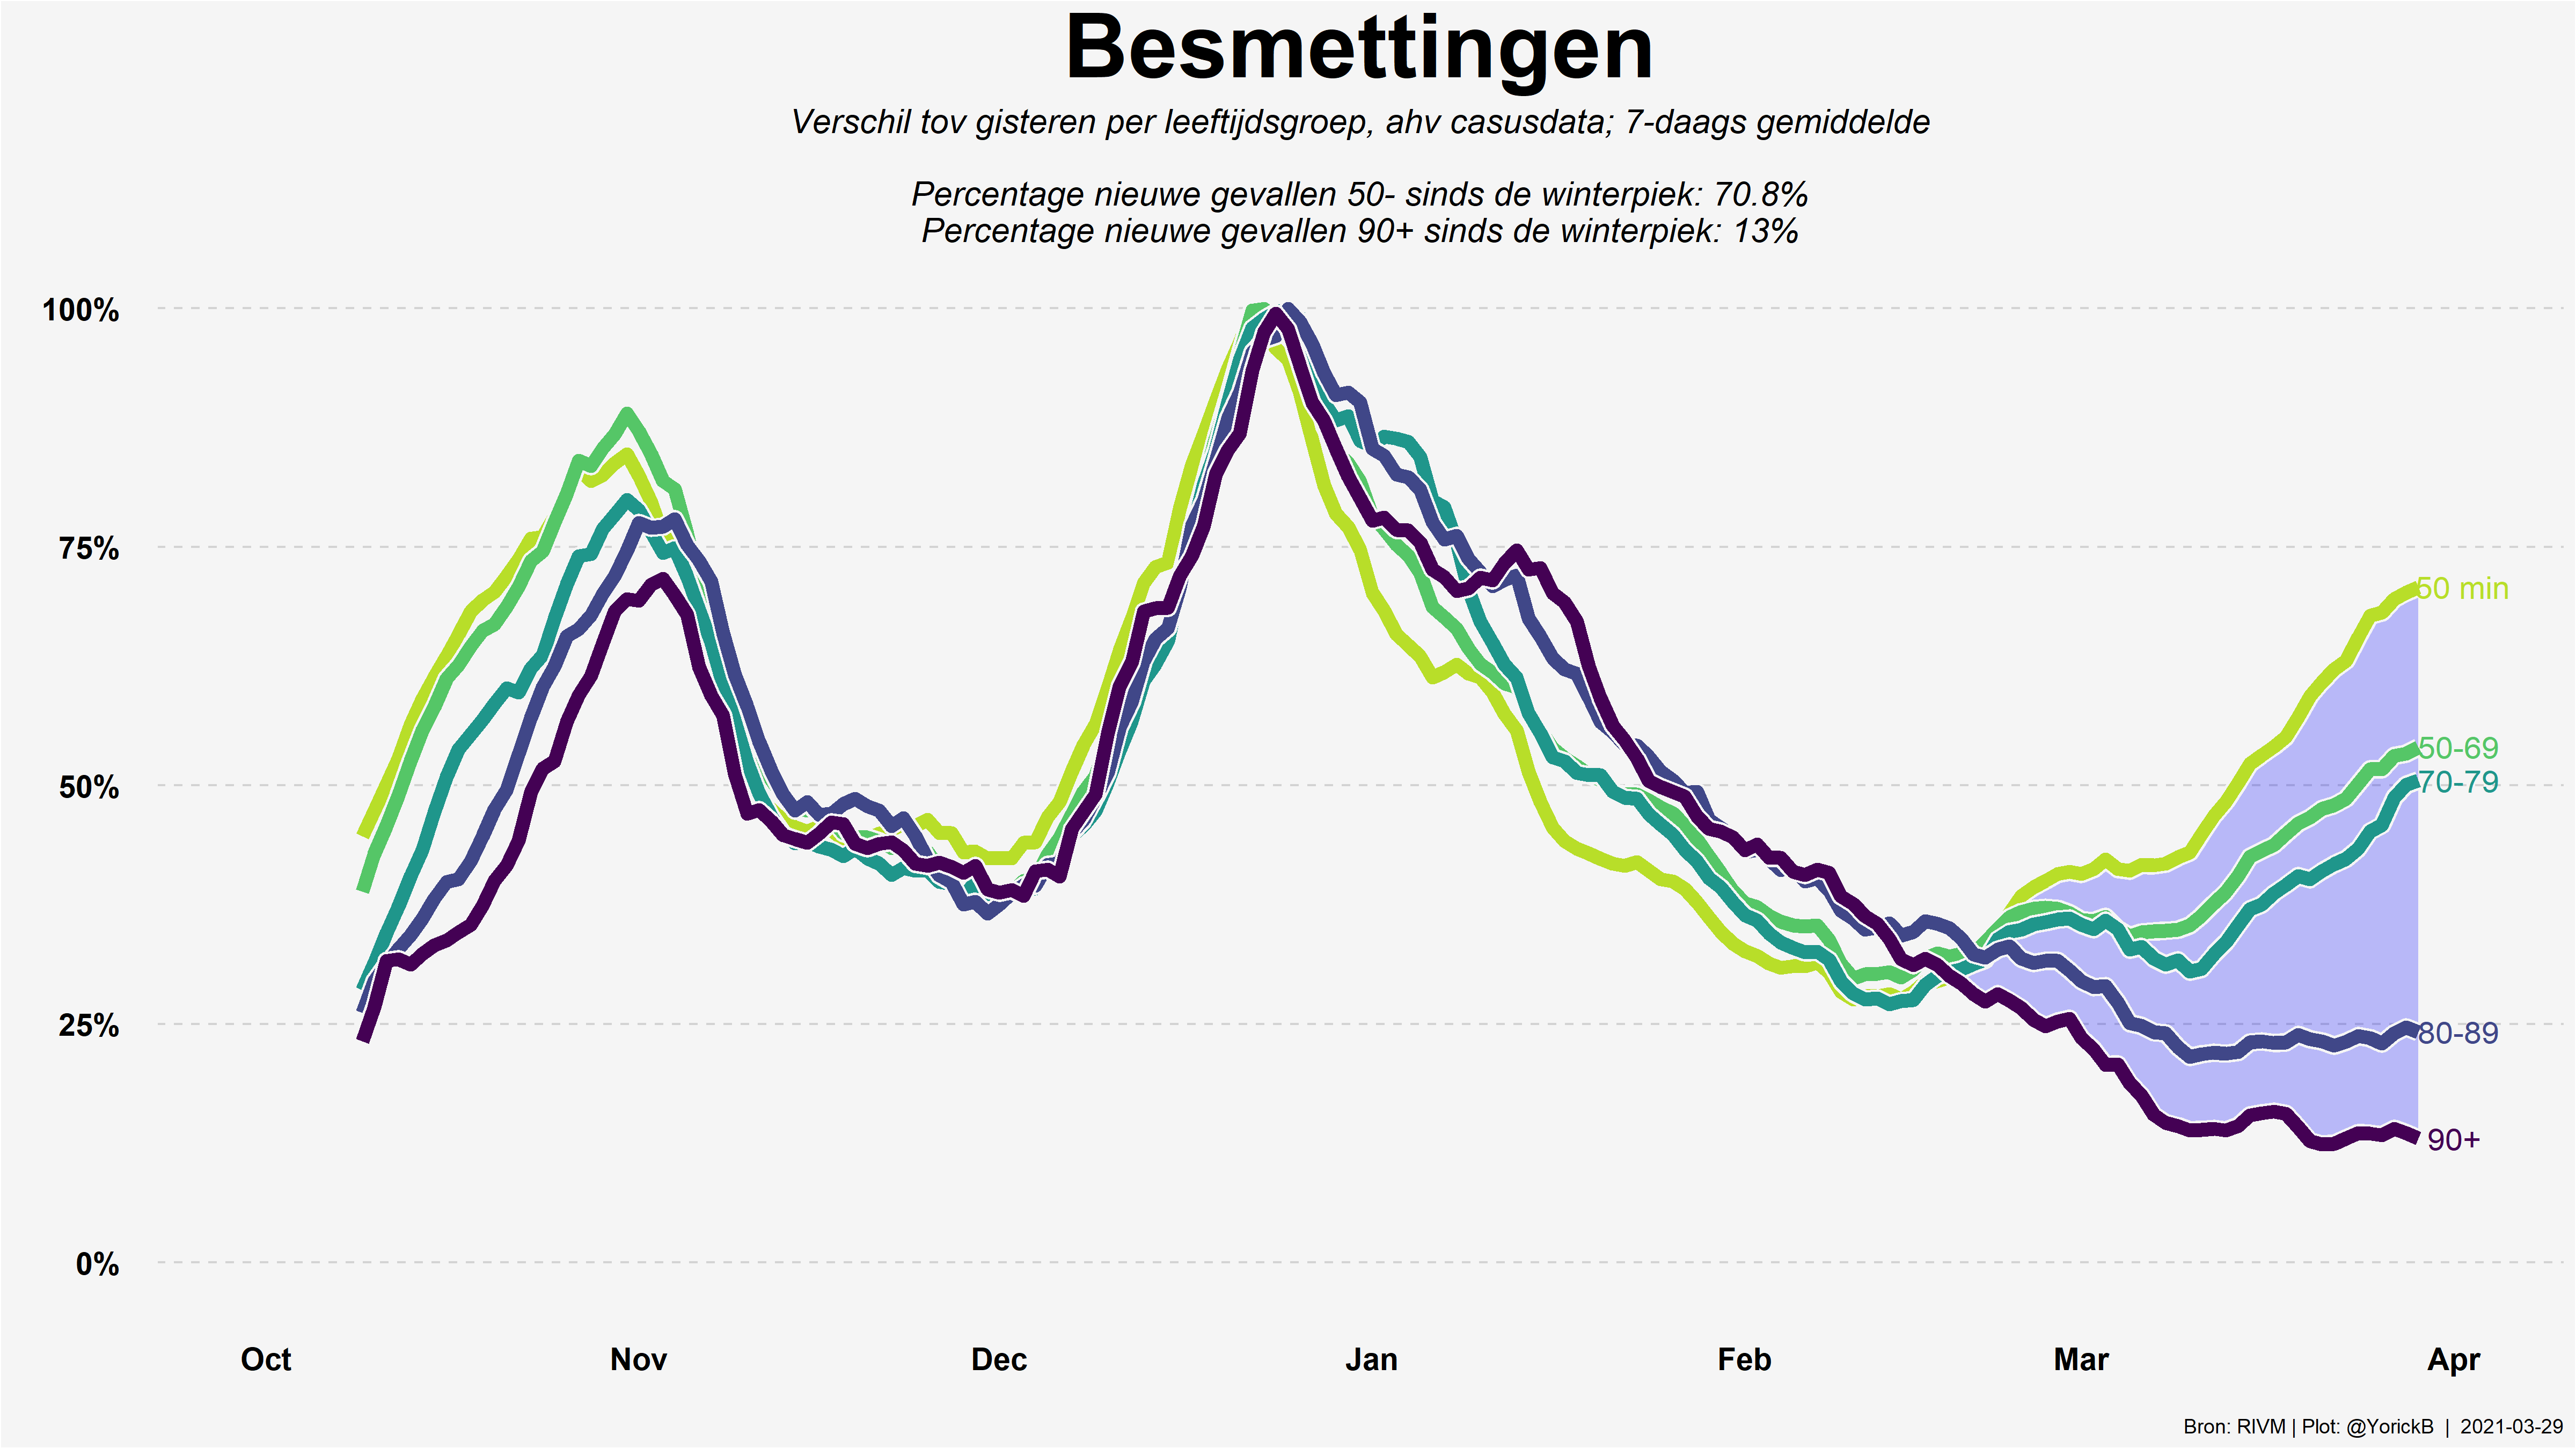 Besmettingen
Verschil tov gisteren per leeftijdsgroep, ahv casusdata; 7-daags gemiddelde
Percentage nieuwe gevallen 50- sinds de winterpiek: 70.8%
Percentage nieuwe gevallen 90+ sinds de winterpiek: 13%
100%
75%
50%
25%
0%
50 min
50-69
70-79
80-89
90+
Oct Nov Dec Jan Feb Mar Apr
Bron: RIVM | Plot: @YorickB | 2021-03-29